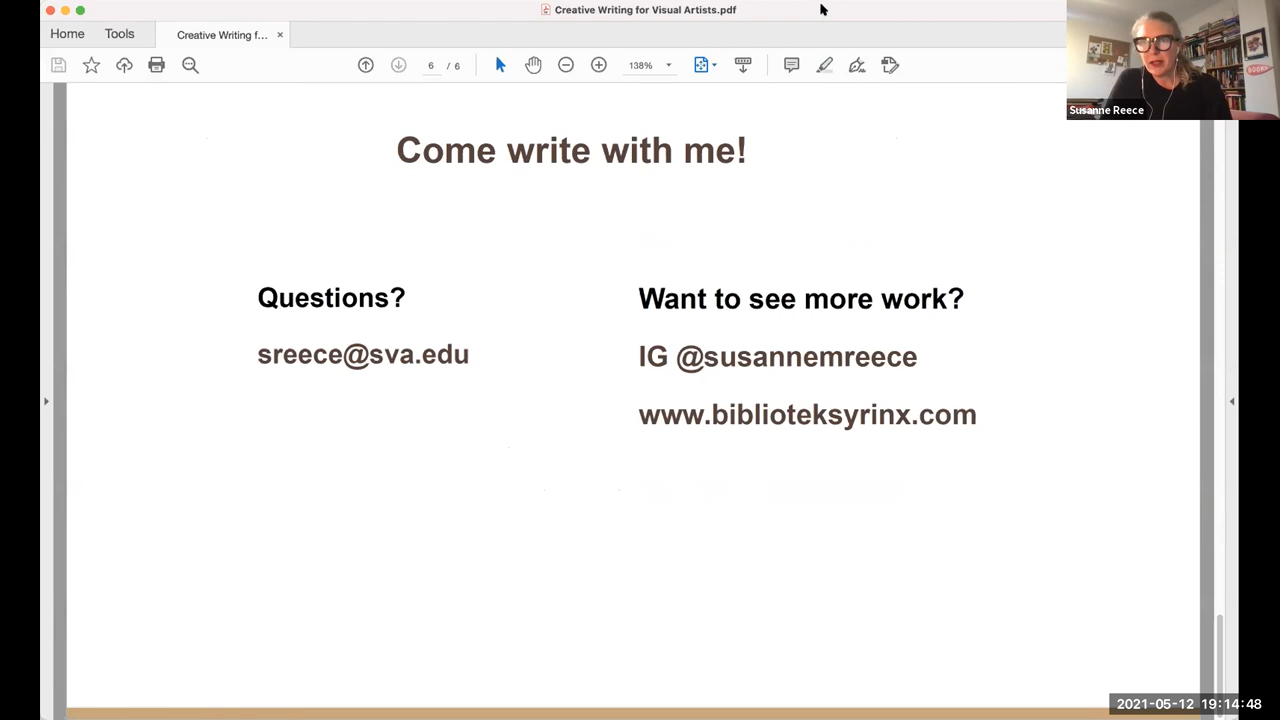 Creative Writing for Visual Artists.pdf
Home
Tools
Creative Writing f...
6 / 6
138%
Susanne Reece
Come write with me!
Questions?
sreece@sva.edu
Want to see more work?
IG @susannemreece
www.biblioteksyrinx.com
2021-05-12 19:14:48